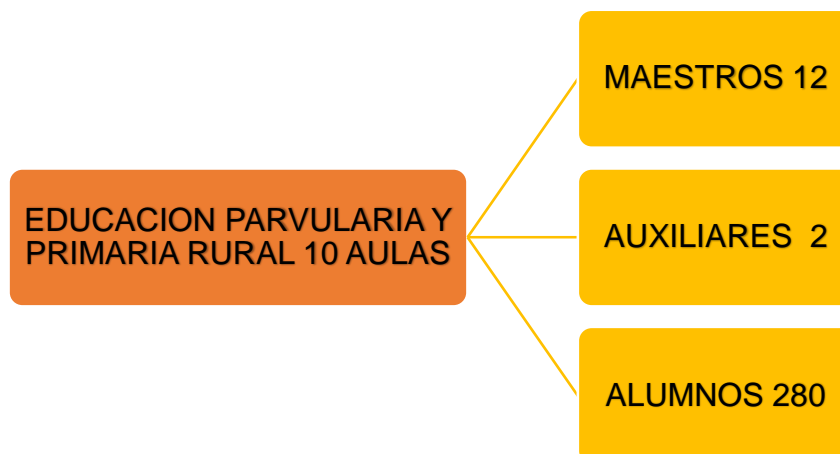 EDUCACION PARVULARIA Y
PRIMARIA RURAL 10 AULAS
MAESTROS 12
AUXILIARES  2
ALUMNOS 280